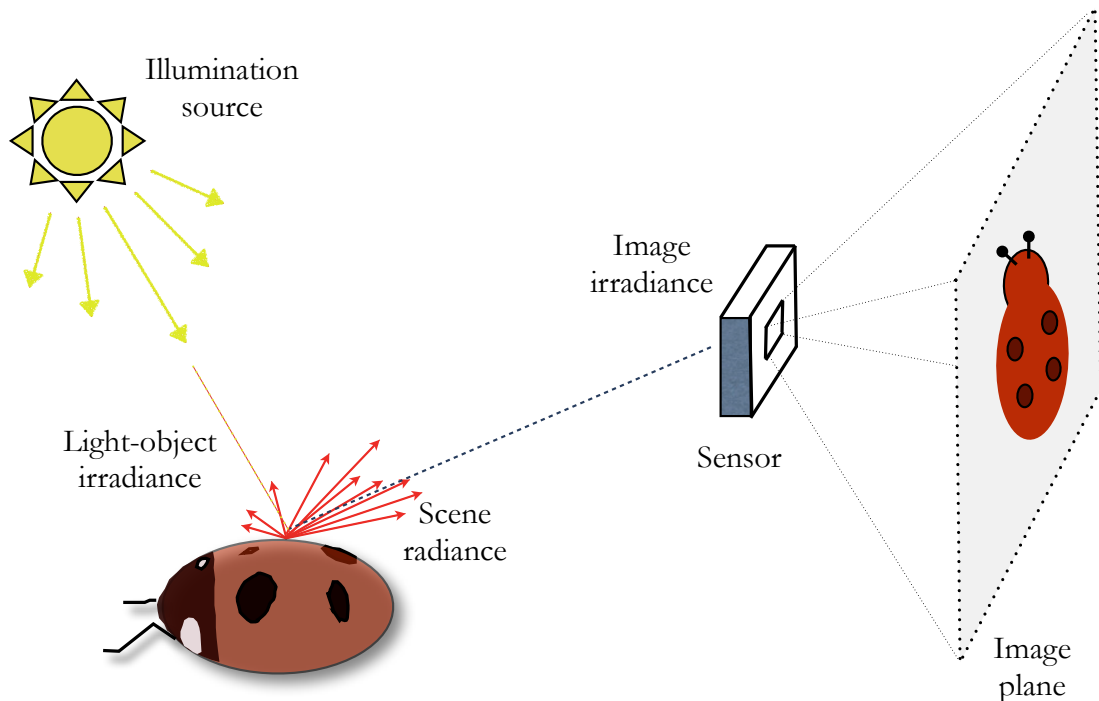 Illumination
source
Image
irradiance
Light-object
irradiance
Sensor
Scene
radiance
Image
plane